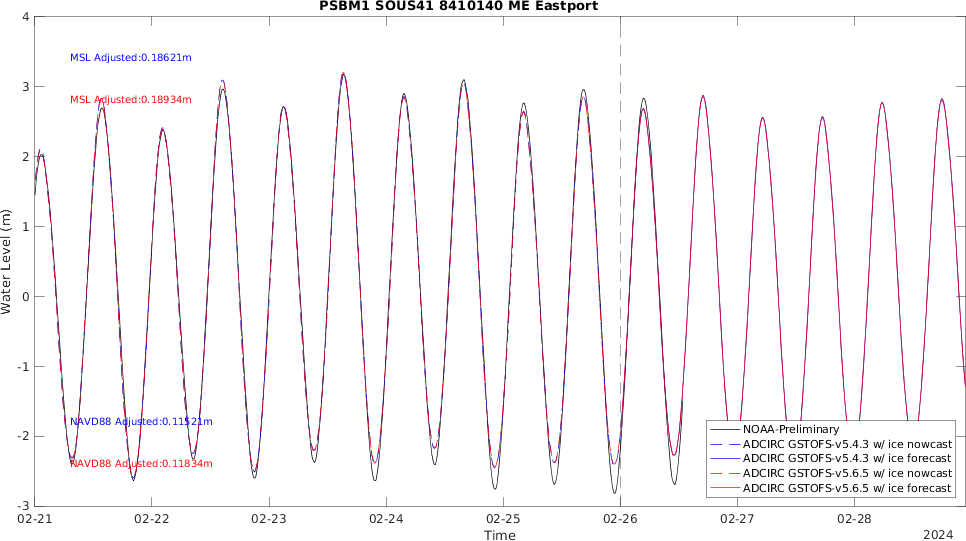 PSBM1 SOUS41 8410140 ME Eastport
4
MSL Adjusted:0.18621m
3
MSL Adjusted:0.18934m
2
1
Water Level (m)
0
-1
NAVD88 Adjusted:0.11521m
-2
NAVD88 Adjusted:0.11834m
-3
NOAA-Preliminary
ADCIRC GSTOFS-v5.4.3 w/ ice nowcast
ADCIRC GSTOFS-v5.4.3 w/ ice forecast
ADCIRC GSTOFS-v5.6.5 w/ ice nowcast
ADCIRC GSTOFS-v5.6.5 w/ ice forecast
02-21 02-22 02-23 02-24 02-25 02-26 02-27 02-28
Time
2024